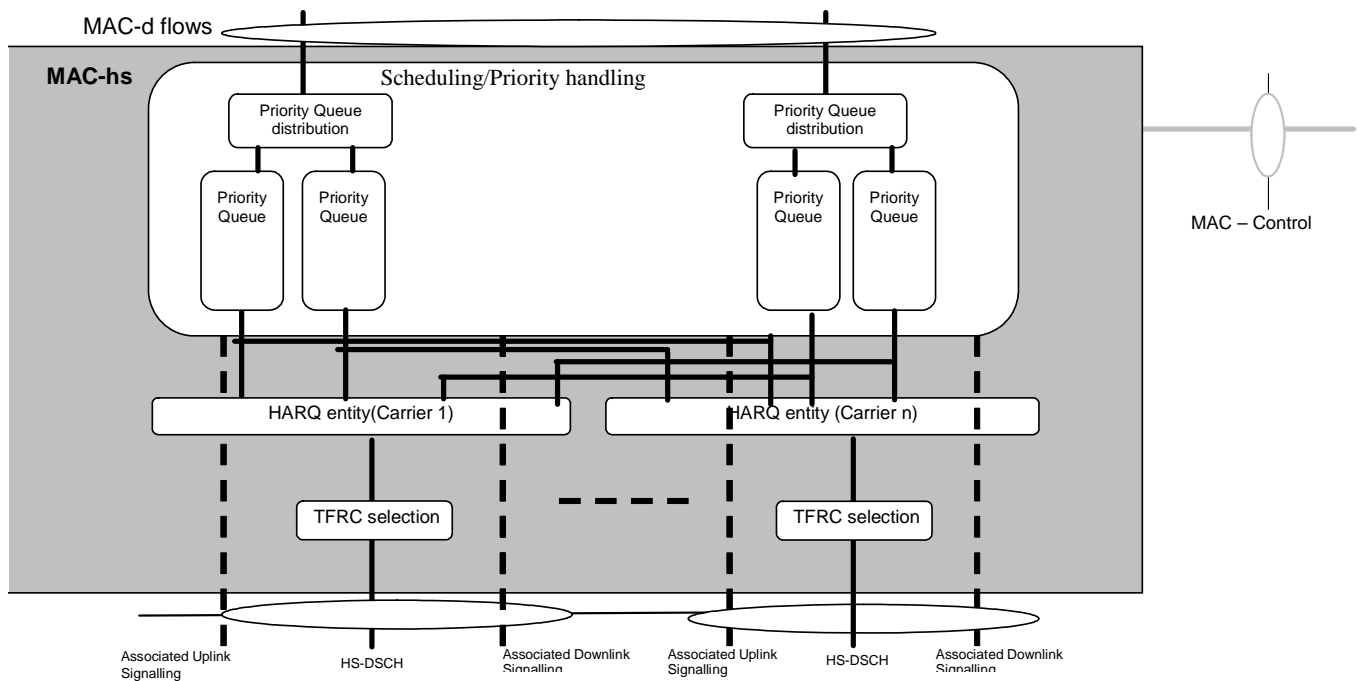 MAC-d flows
MAC-hs
Scheduling/Priority handling
Priority Queue
distribution
Priority Queue
distribution
Priority
Queue
Priority
Queue
Priority
Queue
Priority
Queue
MAC – Control
HARQ entity(Carrier 1)
HARQ entity (Carrier n)
TFRC selection
TFRC selection
Associated Uplink
Signalling
HS-DSCH
Associated Downlink
Signalling
Associated Uplink
Signalling
HS-DSCH
Associated Downlink
Signalling